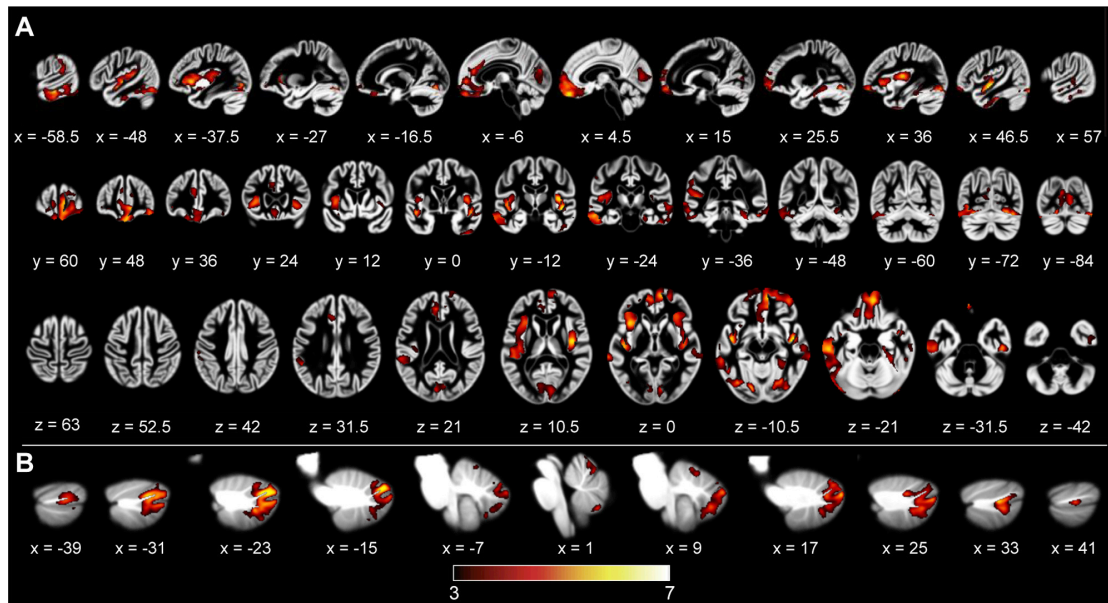 A
x = -58.5 x = -48 x = -37.5 x = -27 x = -16.5 x = -6 x = 4.5 x = 15 x = 25.5 x = 36 x = 46.5 x = 57
y = 60 y = 48 y = 36 y = 24 y = 12 y = 0 y = -12 y = -24 y = -36 y = -48 y = -60 y = -72 y = -84
z = 63 z = 52.5 z = 42 z = 31.5 z = 21 z = 10.5 z = 0 z = -10.5 z = -21 z = -31.5 z = -42
B
x = -39 x = -31 x = -23 x = -15 x = -7 x = 1 x = 9 x = 17 x = 25 x = 33 x = 41
3 7